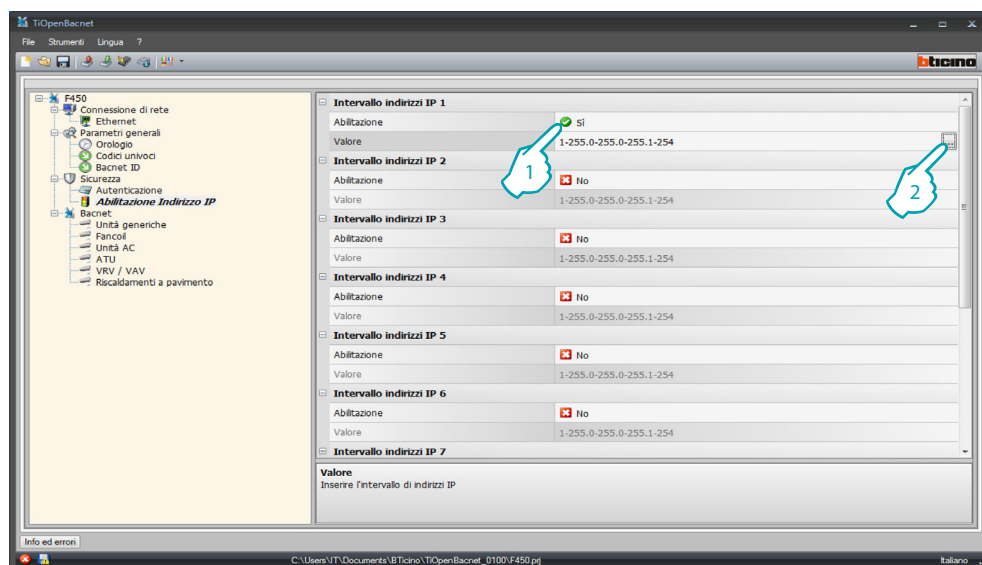 TiOpenBacnet
File Strumenti Lingua ?
bticino
F450
Connessione di rete
Ethernet
Parametri generali
Orologio
Codici univoci
Bacnet ID
Sicurezza
Autenticazione
Abilitazione Indirizzo IP
Bacnet
Unità generiche
Fancoil
Unità AC
ATU
VRV / VAV
Riscaldamenti a pavimento
Intervallo indirizzi IP 1
Abilitazione Sì
Valore 1-255.0-255.0-255.1-254 ...
1
2
Intervallo indirizzi IP 2
Abilitazione No
Valore 1-255.0-255.0-255.1-254
Intervallo indirizzi IP 3
Abilitazione No
Valore 1-255.0-255.0-255.1-254
Intervallo indirizzi IP 4
Abilitazione No
Valore 1-255.0-255.0-255.1-254
Intervallo indirizzi IP 5
Abilitazione No
Valore 1-255.0-255.0-255.1-254
Intervallo indirizzi IP 6
Abilitazione No
Valore 1-255.0-255.0-255.1-254
Intervallo indirizzi IP 7
Valore
Inserire l'intervallo di indirizzi IP
Info ed errori
C:\Users\IT\Documents\BTicino\TiOpenBacnet_0100\F450.prj
Italiano